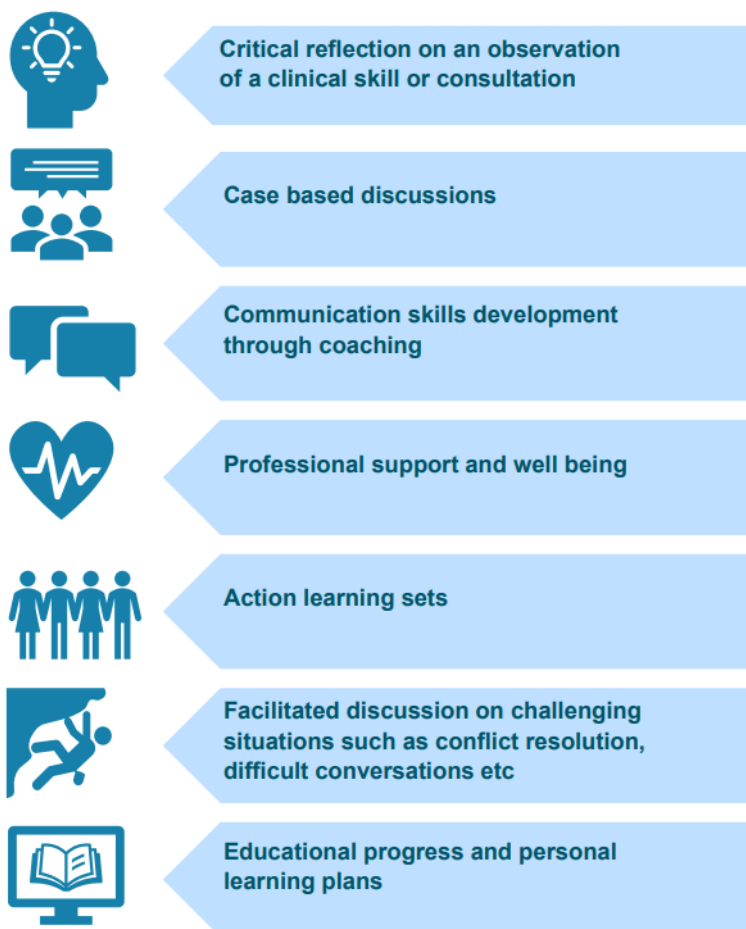 Critical reflection on an observation
of a clinical skill or consultation
Case based discussions
Communication skills development
through coaching
Professional support and well being
Action learning sets
Facilitated discussion on challenging
situations such as conflict resolution,
difficult conversations etc
Educational progress and personal
learning plans